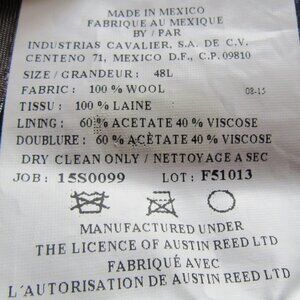 MADE IN MEXICO
FABRIQUE AU MEXIQUE
BY / PAR
INDUSTRIAS CAVALIER, S.A. DE C.V.
CENTENO 71, MEXICO D.F., C.P. 09810
SIZE / GRANDEUR : 48L
FABRIC : 100 % WOOL 08-15
TISSU : 100 % LAINE
LINING : 60 % ACETATE 40 % VISCOSE
DOUBLURE : 60 % ACÈTATE 40 % VISCOSE
DRY CLEAN ONLY / NETTOYAGE A SEC
JOB : 15S0099 LOT : F51013
MANUFACTURED UNDER
THE LICENCE OF AUSTIN REED LTD
FABRIQUÉ AVEC
L'AUTORISATION DE AUSTIN REED LTD